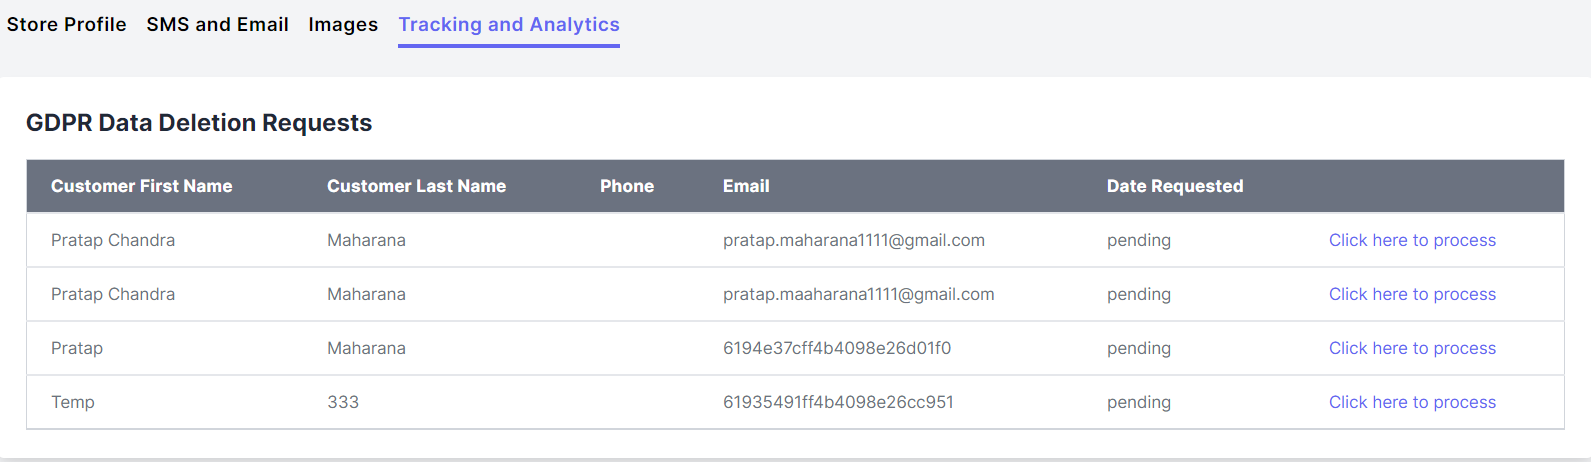 Store Profile SMS and Email Images Tracking and Analytics
GDPR Data Deletion Requests
Customer First Name Customer Last Name Phone Email Date Requested
Pratap Chandra Maharana pratap.maharana1111@gmail.com pending Click here to process
Pratap Chandra Maharana pratap.maaharana1111@gmail.com pending Click here to process
Pratap Maharana 6194e37cff4b4098e26d01f0 pending Click here to process
Temp 333 61935491ff4b4098e26cc951 pending Click here to process